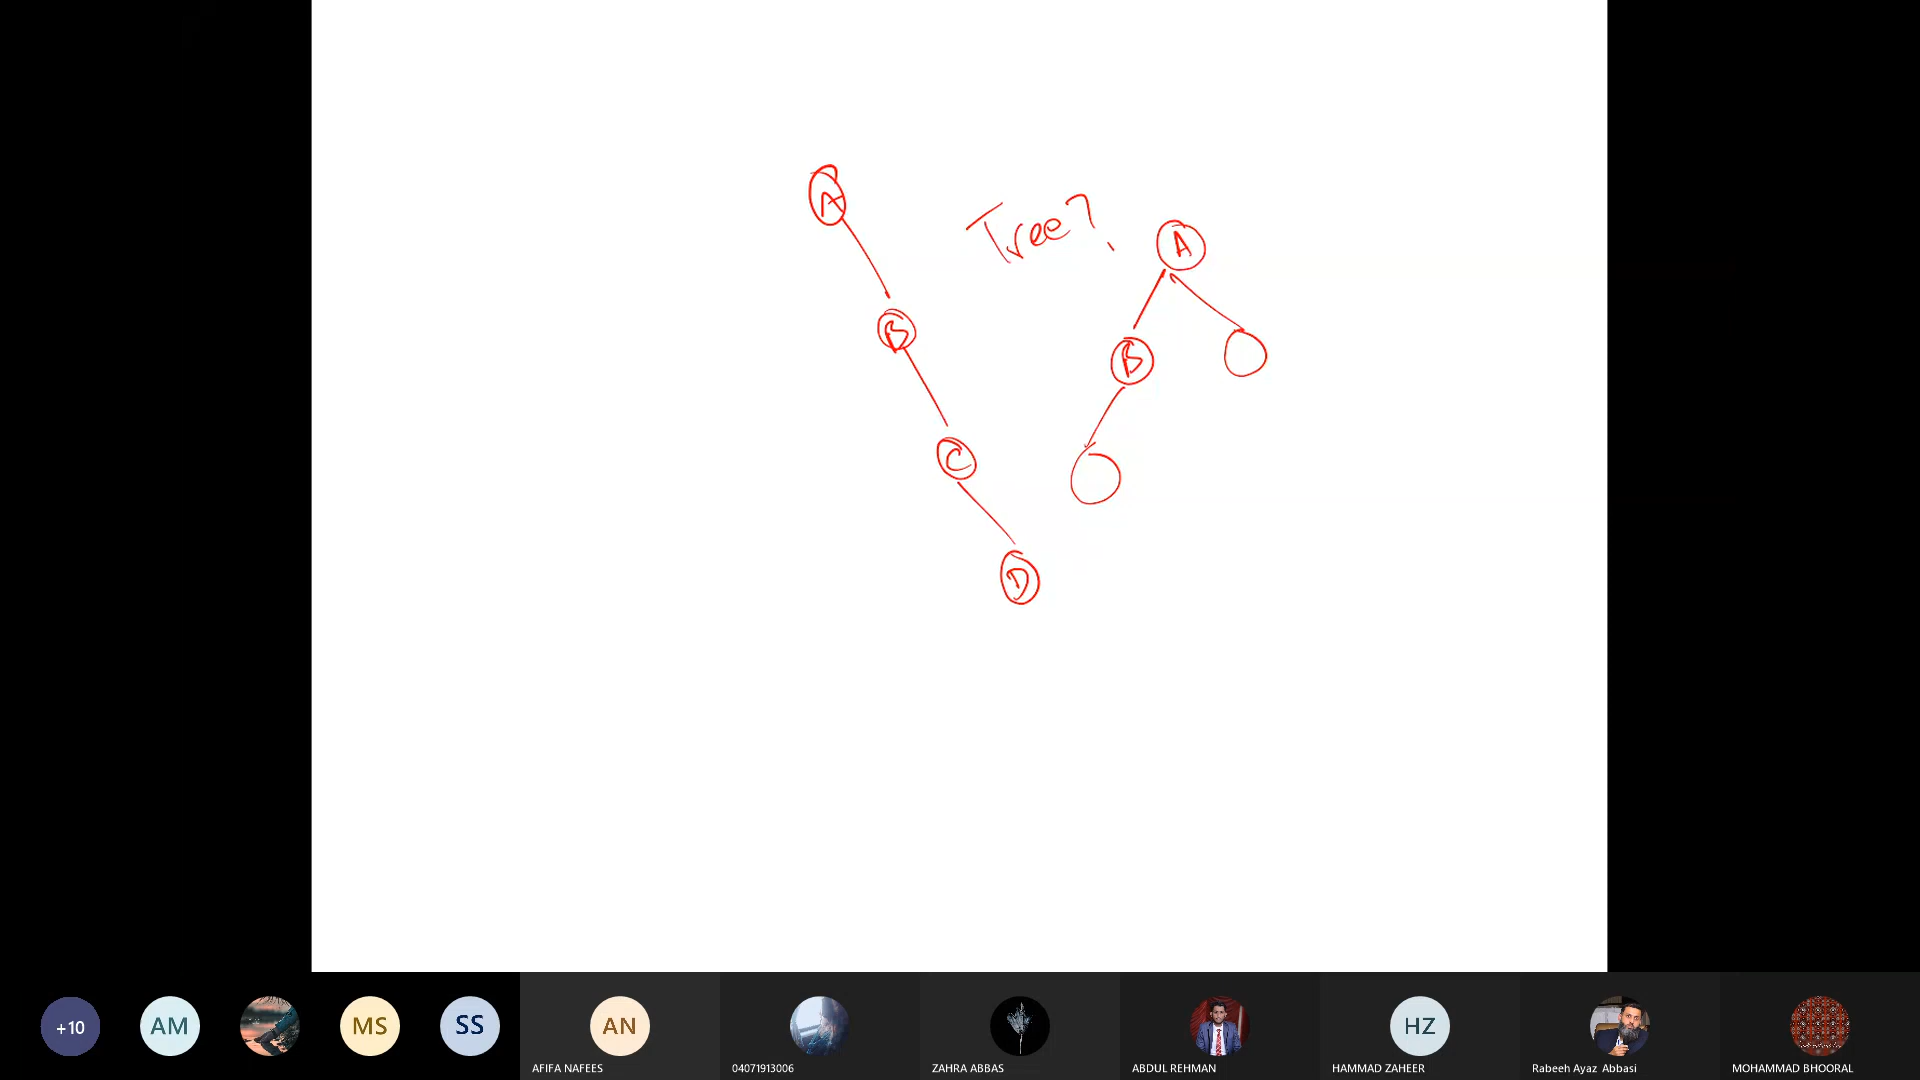 A
Tree?
A
B
B
C
D
+10
AM
MS
SS
AN
HZ
AFIFA NAFEES
04071913006
ZAHRA ABBAS
ABDUL REHMAN
HAMMAD ZAHEER
Rabeeh Ayaz Abbasi
MOHAMMAD BHOORAL